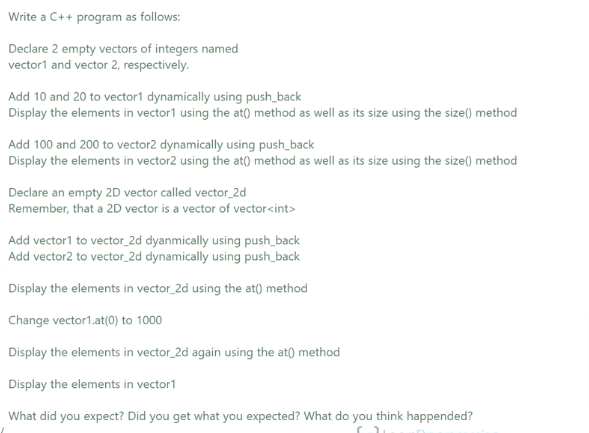 Write a C++ program as follows:
Declare 2 empty vectors of integers named
vector1 and vector 2, respectively.
Add 10 and 20 to vector1 dynamically using push_back
Display the elements in vector1 using the at() method as well as its size using the size() method
Add 100 and 200 to vector2 dynamically using push_back
Display the elements in vector2 using the at() method as well as its size using the size() method
Declare an empty 2D vector called vector_2d
Remember, that a 2D vector is a vector of vector<int>
Add vector1 to vector_2d dyanmically using push_back
Add vector2 to vector_2d dynamically using push_back
Display the elements in vector_2d using the at() method
Change vector1.at(0) to 1000
Display the elements in vector_2d again using the at() method
Display the elements in vector1
What did you expect? Did you get what you expected? What do you think happended?